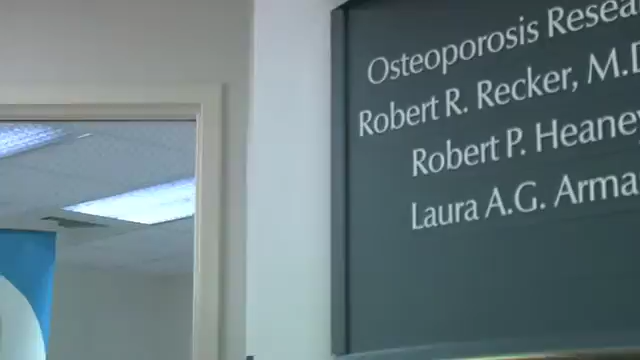 Osteoporosis Resea
Robert R. Recker, M.D
Robert P. Heaney
Laura A.G. Arma